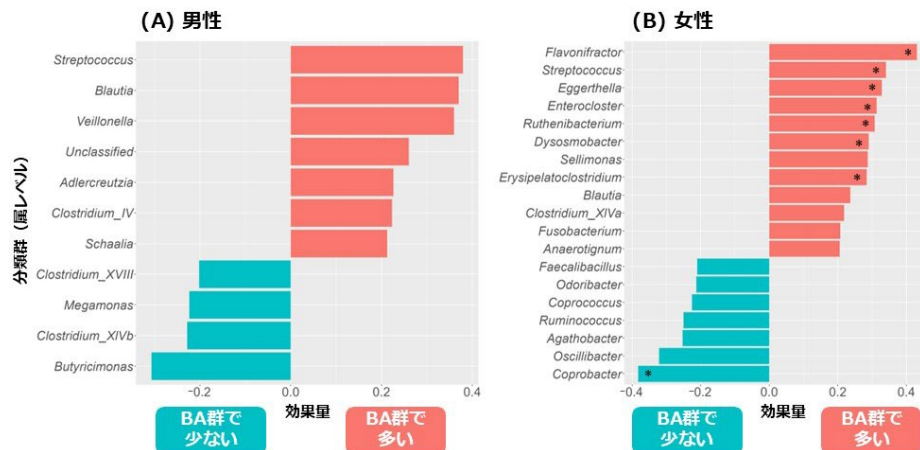 (A) 男性
分類群 (属レベル)
Streptococcus
Blautia
Veillonella
Unclassified
Adlercreutzia
Clostridium_IV
Schaalia
Clostridium_XVIII
Megamonas
Clostridium_XIVb
Butyricimonas
−0.2
0.0
0.2
0.4
効果量
BA群で
少ない
BA群で
多い
(B) 女性
Flavonifractor
*
Streptococcus
*
Eggerthella
*
Enterocloster
*
Ruthenibacterium
*
Dysosmobacter
*
Sellimonas
Erysipelatoclostridium
*
Blautia
Clostridium_XIVa
Fusobacterium
Anaerotignum
Faecalibacillus
Odoribacter
Coprococcus
Ruminococcus
Agathobacter
Oscillibacter
Coprobacter
*
−0.4
−0.2
0.0
0.2
0.4
効果量
BA群で
少ない
BA群で
多い